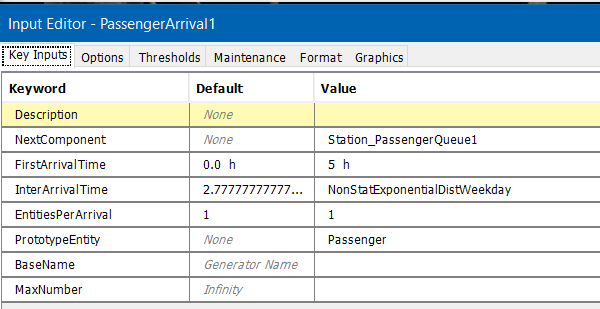 Input Editor - PassengerArrival1
Key Inputs Options Thresholds Maintenance Format Graphics
Keyword Default Value
Description None
NextComponent None Station_PassengerQueue1
FirstArrivalTime 0.0 h 5 h
InterArrivalTime 2.77777777777... NonStatExponentialDistWeekday
EntitiesPerArrival 1 1
PrototypeEntity None Passenger
BaseName Generator Name
MaxNumber Infinity